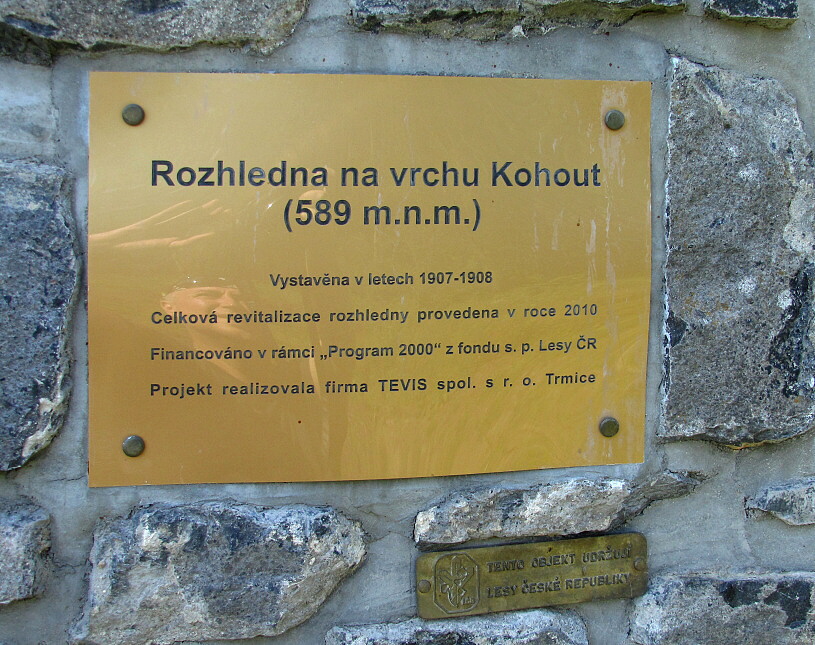 Rozhledna na vrchu Kohout
(589 m.n.m.)
Vystavěna v letech 1907-1908
Celková revitalizace rozhledny provedena v roce 2010
Financováno v rámci „Program 2000“ z fondu s. p. Lesy ČR
Projekt realizovala firma TEVIS spol. s r. o. Trmice
TENTO OBJEKT UDRŽUJÍ
LESY ČESKÉ REPUBLIKY